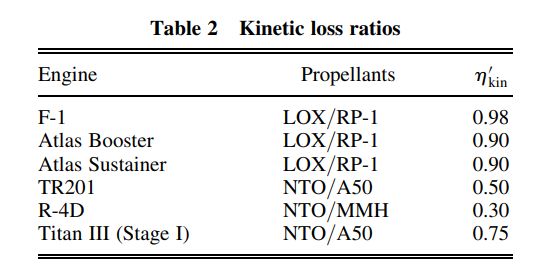 Table 2 Kinetic loss ratios
Engine Propellants η′kin
F-1 LOX/RP-1 0.98
Atlas Booster LOX/RP-1 0.90
Atlas Sustainer LOX/RP-1 0.90
TR201 NTO/A50 0.50
R-4D NTO/MMH 0.30
Titan III (Stage I) NTO/A50 0.75